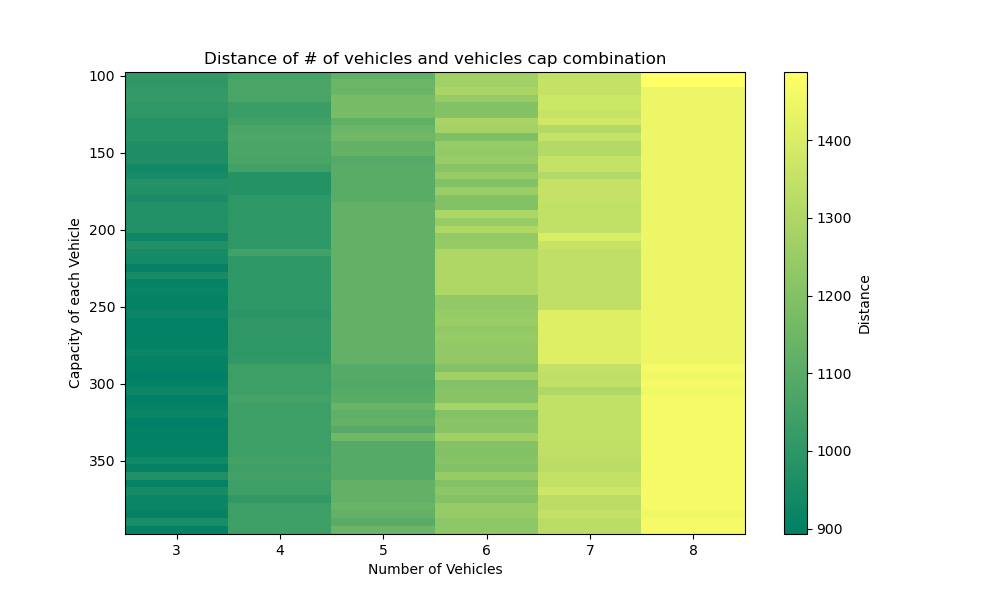 Distance of # of vehicles and vehicles cap combination
100
150
200
250
300
350
Capacity of each Vehicle
3 4 5 6 7 8
Number of Vehicles
1400
1300
1200
1100
1000
900
Distance